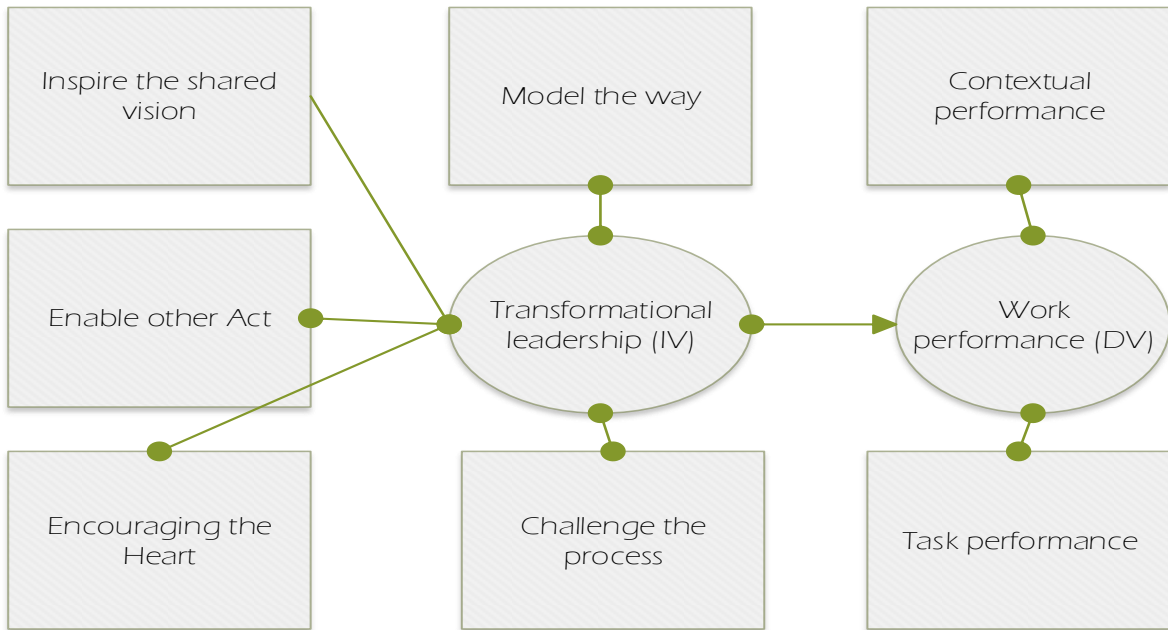 Inspire the shared
vision
Model the way
Contextual
performance
Enable other Act
Transformational
leadership (IV)
Work
performance (DV)
Encouraging the
Heart
Challenge the
process
Task performance